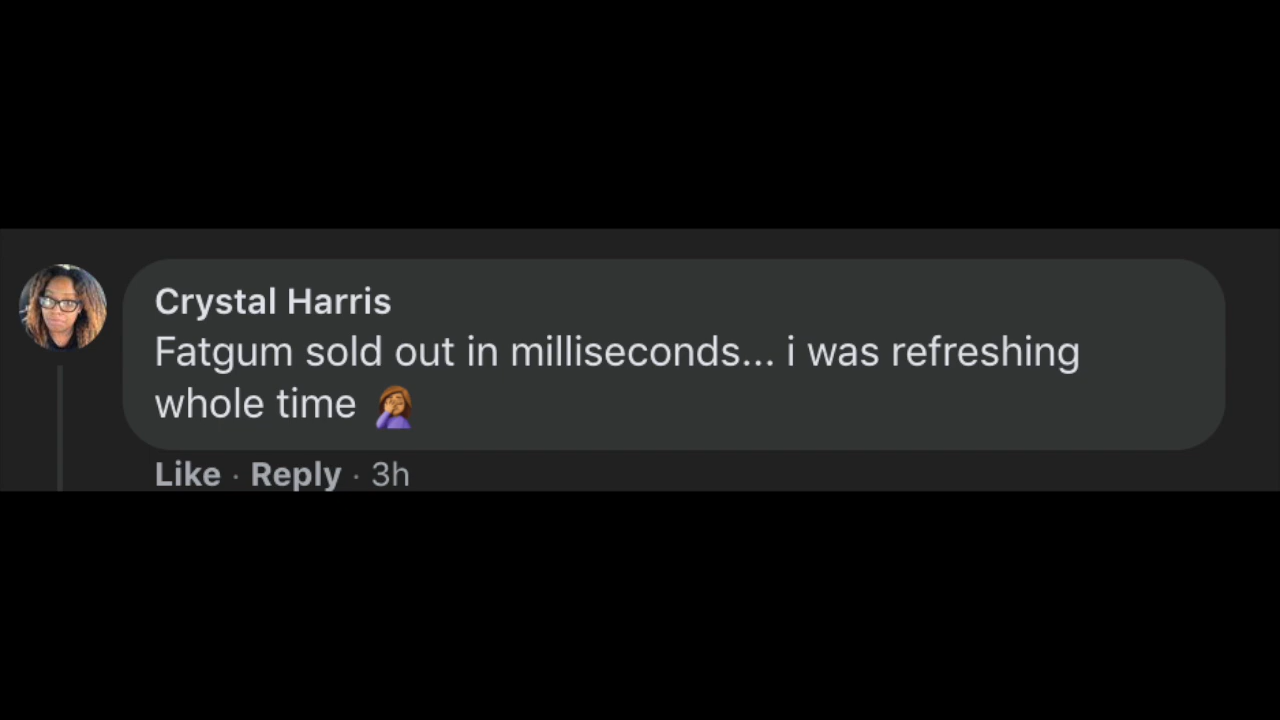 Crystal Harris
Fatgum sold out in milliseconds... i was refreshing
whole time 🤦🏾‍♀️
Like · Reply · 3h